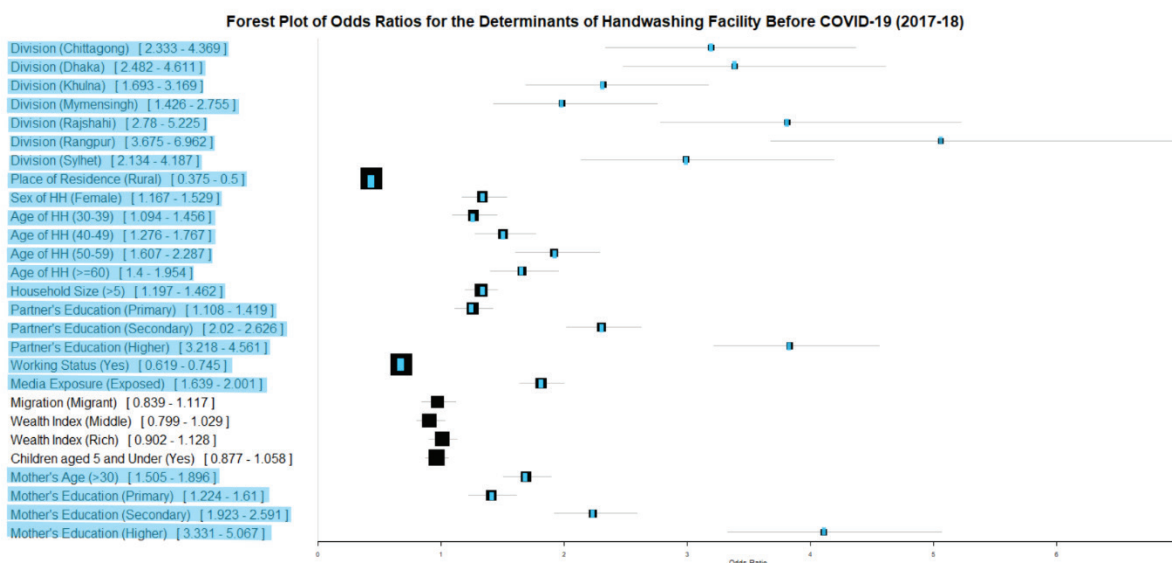 Forest Plot of Odds Ratios for the Determinants of Handwashing Facility Before COVID-19 (2017-18)
Division (Chittagong) [ 2.333 - 4.369 ]
Division (Dhaka) [ 2.482 - 4.611 ]
Division (Khulna) [ 1.693 - 3.169 ]
Division (Mymensingh) [ 1.426 - 2.755 ]
Division (Rajshahi) [ 2.78 - 5.225 ]
Division (Rangpur) [ 3.675 - 6.962 ]
Division (Sylhet) [ 2.134 - 4.187 ]
Place of Residence (Rural) [ 0.375 - 0.5 ]
Sex of HH (Female) [ 1.167 - 1.529 ]
Age of HH (30-39) [ 1.094 - 1.456 ]
Age of HH (40-49) [ 1.276 - 1.767 ]
Age of HH (50-59) [ 1.607 - 2.287 ]
Age of HH (>=60) [ 1.4 - 1.954 ]
Household Size (>5) [ 1.197 - 1.462 ]
Partner's Education (Primary) [ 1.108 - 1.419 ]
Partner's Education (Secondary) [ 2.02 - 2.626 ]
Partner's Education (Higher) [ 3.218 - 4.561 ]
Working Status (Yes) [ 0.619 - 0.745 ]
Media Exposure (Exposed) [ 1.639 - 2.001 ]
Migration (Migrant) [ 0.839 - 1.117 ]
Wealth Index (Middle) [ 0.799 - 1.029 ]
Wealth Index (Rich) [ 0.902 - 1.128 ]
Children aged 5 and Under (Yes) [ 0.877 - 1.058 ]
Mother's Age (>30) [ 1.505 - 1.896 ]
Mother's Education (Primary) [ 1.224 - 1.61 ]
Mother's Education (Secondary) [ 1.923 - 2.591 ]
Mother's Education (Higher) [ 3.331 - 5.067 ]
0 1 2 3 4 5 6
Odds Ratio